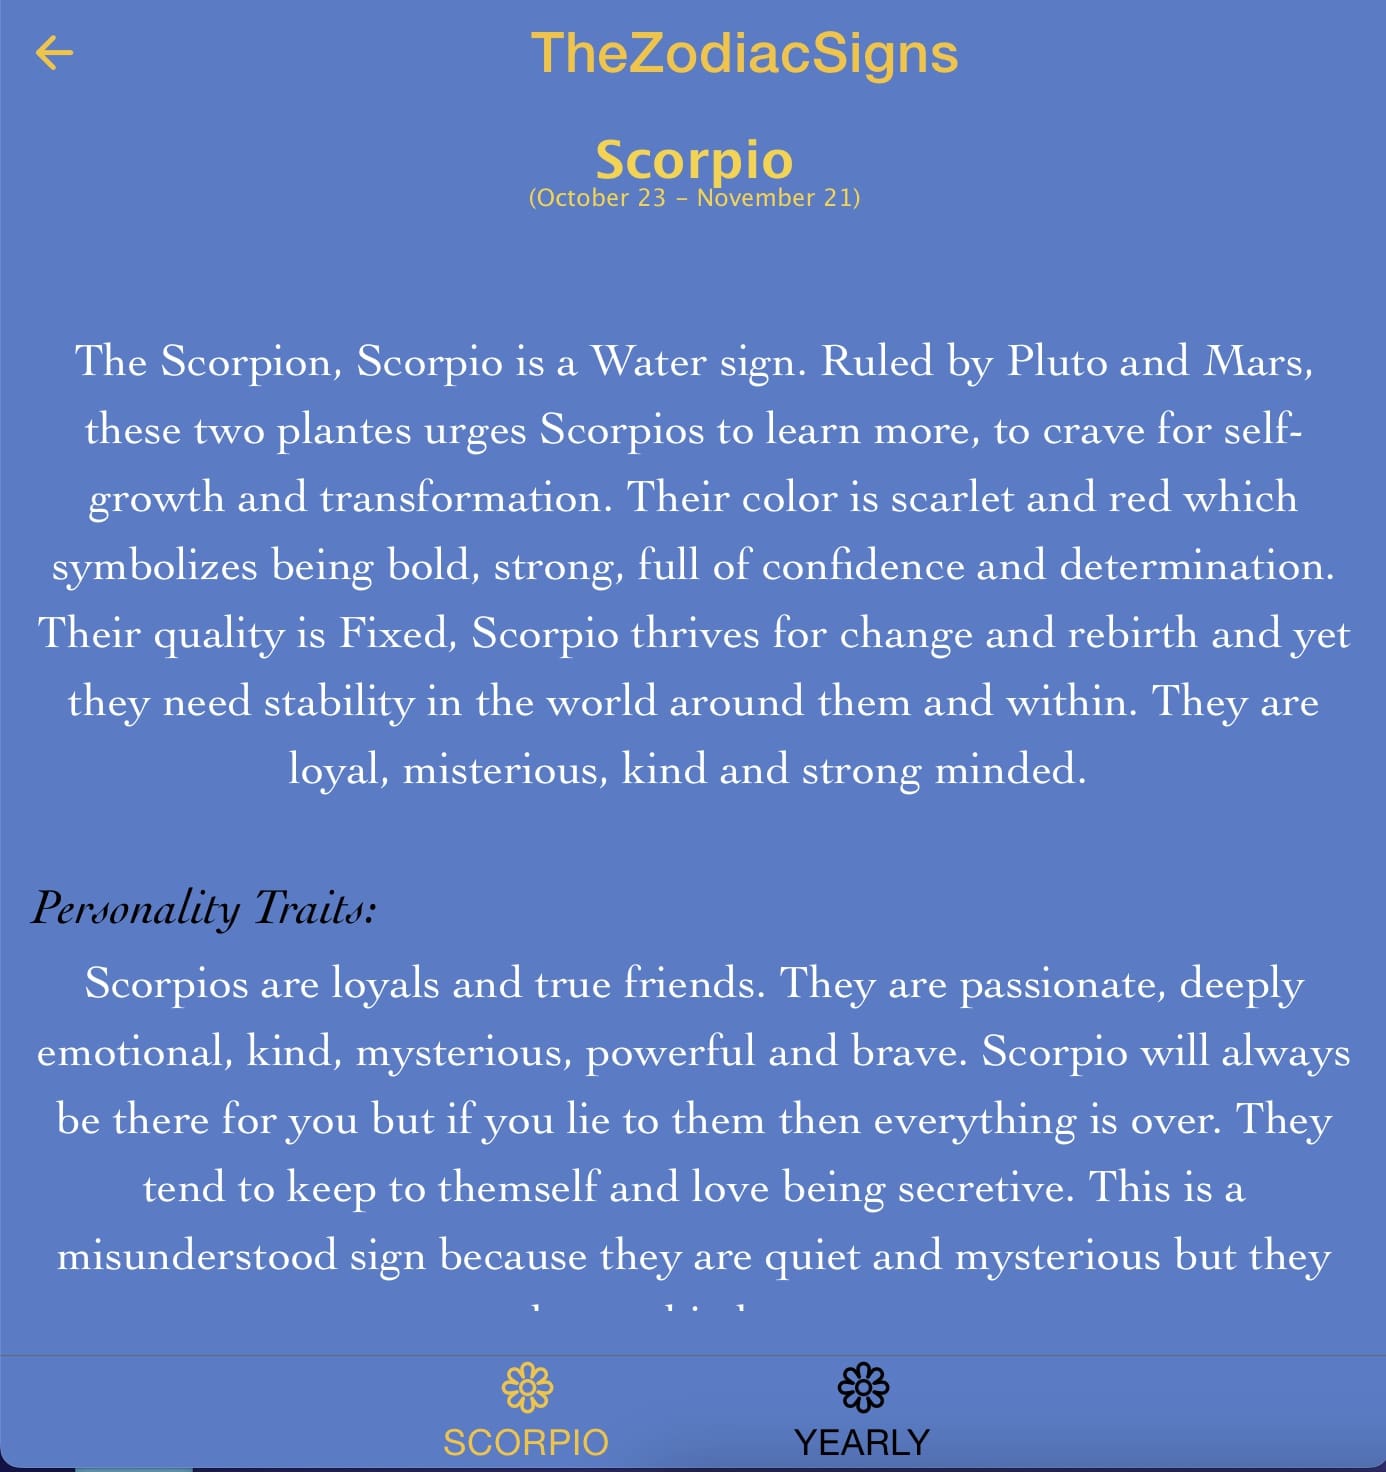 TheZodiacSigns
Scorpio
(October 23 – November 21)
The Scorpion, Scorpio is a Water sign. Ruled by Pluto and Mars,
these two plantes urges Scorpios to learn more, to crave for self-
growth and transformation. Their color is scarlet and red which
symbolizes being bold, strong, full of confidence and determination.
Their quality is Fixed, Scorpio thrives for change and rebirth and yet
they need stability in the world around them and within. They are
loyal, misterious, kind and strong minded.
Personality Traits:
Scorpios are loyals and true friends. They are passionate, deeply
emotional, kind, mysterious, powerful and brave. Scorpio will always
be there for you but if you lie to them then everything is over. They
tend to keep to themself and love being secretive. This is a
misunderstood sign because they are quiet and mysterious but they
SCORPIO
YEARLY